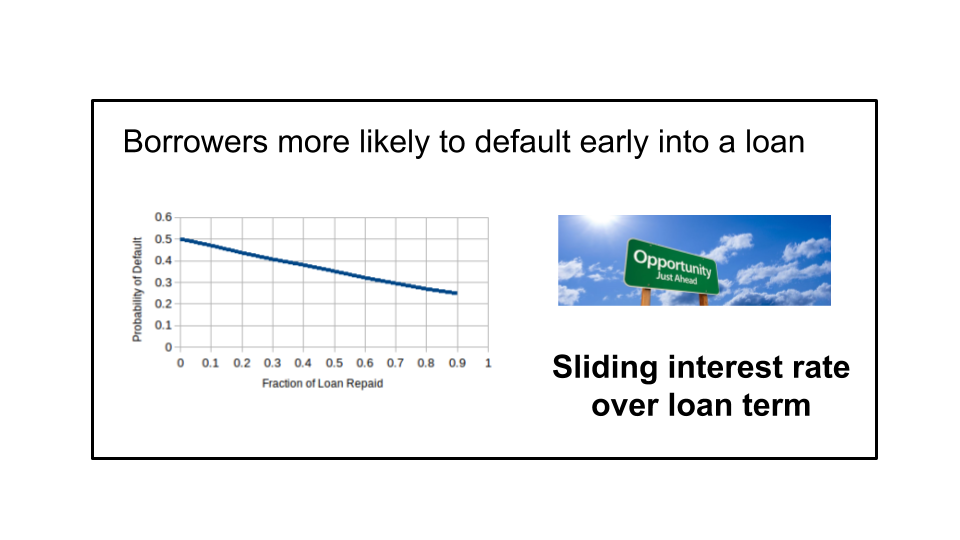 Borrowers more likely to default early into a loan
0.6
0.5
0.4
0.3
0.2
0.1
0
Probability of Default
0 0.1 0.2 0.3 0.4 0.5 0.6 0.7 0.8 0.9 1
Fraction of Loan Repaid
Opportunity
Just Ahead
Sliding interest rate
over loan term